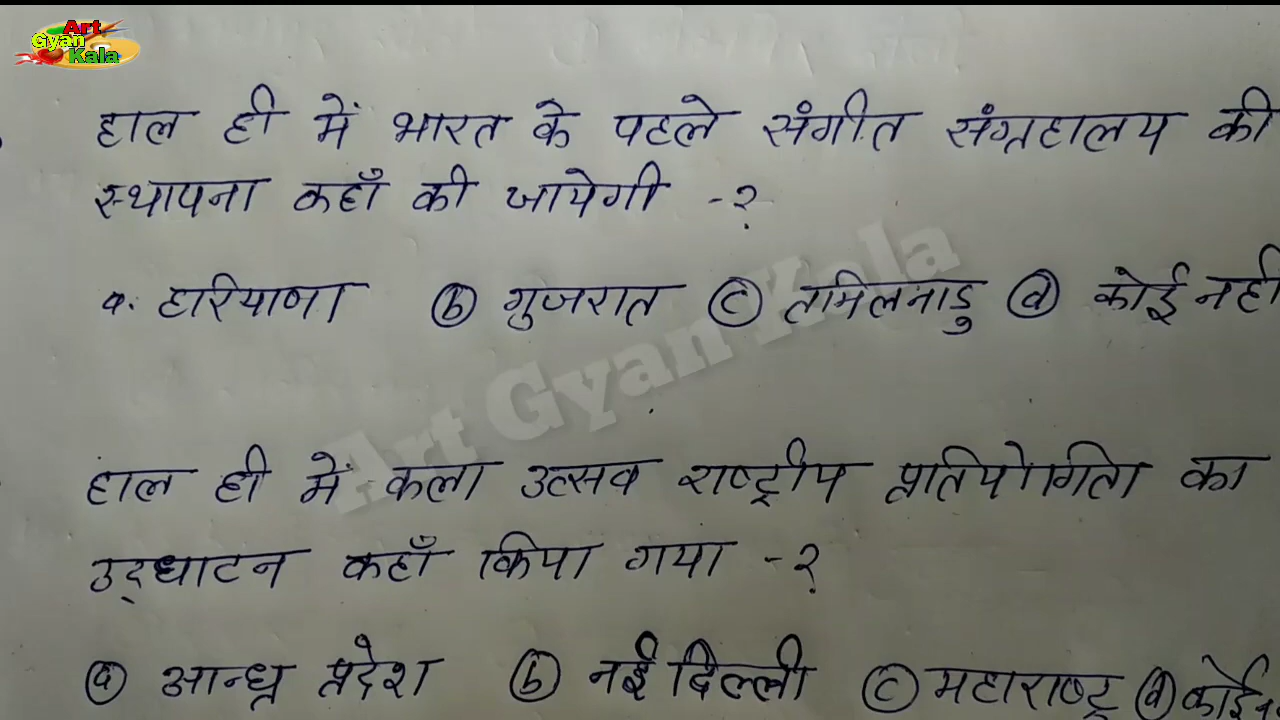 Art
Gyan
Kala
हाल ही में भारत के पहले संगीत संग्रहालय की
स्थापना कहाँ की जायेगी -?
a. हरियाणा (b) गुजरात (c) तमिलनाडु (d) कोई नही
Art Gyan Kala
हाल ही में कला उत्सव राष्ट्रीय प्रतियोगिता का
उद्घाटन कहाँ किया गया -?
(a) आन्ध्र प्रदेश (b) नई दिल्ली (c) महाराष्ट्र (d) कोई